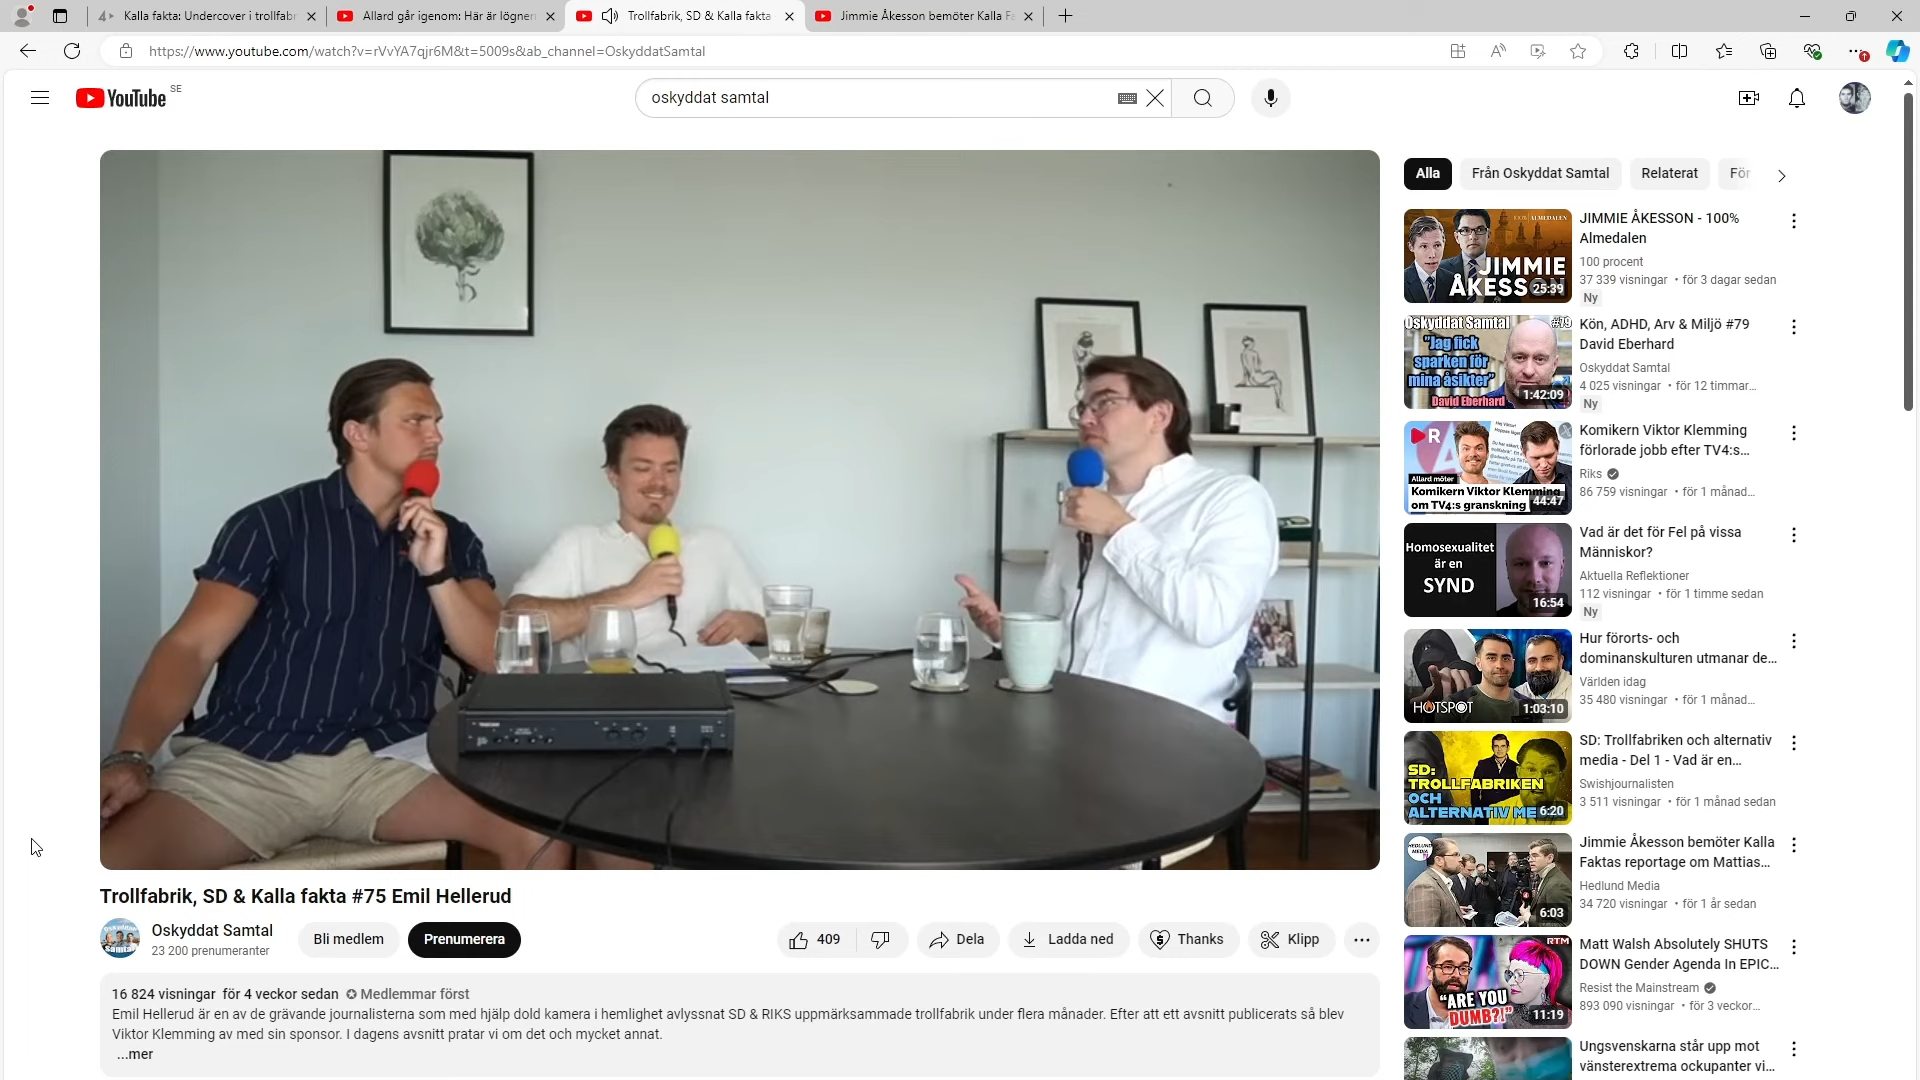 Kalla fakta: Undercover i trollfabr
Allard går igenom: Här är lögner
Trollfabrik, SD & Kalla fakta
Jimmie Åkesson bemöter Kalla Fa
https://www.youtube.com/watch?v=rVvYA7qjr6M&t=5009s&ab_channel=OskyddatSamtal
YouTube SE
oskyddat samtal
Alla
Från Oskyddat Samtal
Relaterat
För
JIMMIE ÅKESSON
25:39
JIMMIE ÅKESSON - 100%
Almedalen
100 procent
37 339 visningar • för 3 dagar sedan
Ny
Oskyddat Samtal #79
"Jag fick
sparken för
mina åsikter"
David Eberhard
1:42:09
Kön, ADHD, Arv & Miljö #79
David Eberhard
Oskyddat Samtal
4 025 visningar • för 12 timmar...
Ny
R
Allard möter
Komikern Viktor Klemming
om TV4:s granskning
44:47
Komikern Viktor Klemming
förlorade jobb efter TV4:s...
Riks
86 759 visningar • för 1 månad...
Homosexualitet
är en
SYND
16:54
Vad är det för Fel på vissa
Människor?
Aktuella Reflektioner
112 visningar • för 1 timme sedan
Ny
HOTSPOT
1:03:10
Hur förorts- och
dominanskulturen utmanar de...
Världen idag
35 480 visningar • för 1 månad...
SD:
TROLLFABRIKEN
OCH
ALTERNATIV ME
6:20
SD: Trollfabriken och alternativ
media - Del 1 - Vad är en...
Swishjournalisten
3 511 visningar • för 1 månad sedan
HEDLUND
MEDIA
6:03
Jimmie Åkesson bemöter Kalla
Faktas reportage om Mattias...
Hedlund Media
34 720 visningar • för 1 år sedan
RTM
"ARE YOU
DUMB?!"
11:19
Matt Walsh Absolutely SHUTS
DOWN Gender Agenda In EPIC...
Resist the Mainstream
893 090 visningar • för 3 veckor...
Ungsvenskarna står upp mot
vänsterextrema ockupanter vi...
TASCAM
Trollfabrik, SD & Kalla fakta #75 Emil Hellerud
Oskyddat Samtal
23 200 prenumeranter
Bli medlem
Prenumerera
409
Dela
Ladda ned
Thanks
Klipp
16 824 visningar för 4 veckor sedan Medlemmar först
Emil Hellerud är en av de grävande journalisterna som med hjälp dold kamera i hemlighet avlyssnat SD & RIKS uppmärksammade trollfabrik under flera månader. Efter att ett avsnitt publicerats så blev
Viktor Klemming av med sin sponsor. I dagens avsnitt pratar vi om det och mycket annat.
...mer